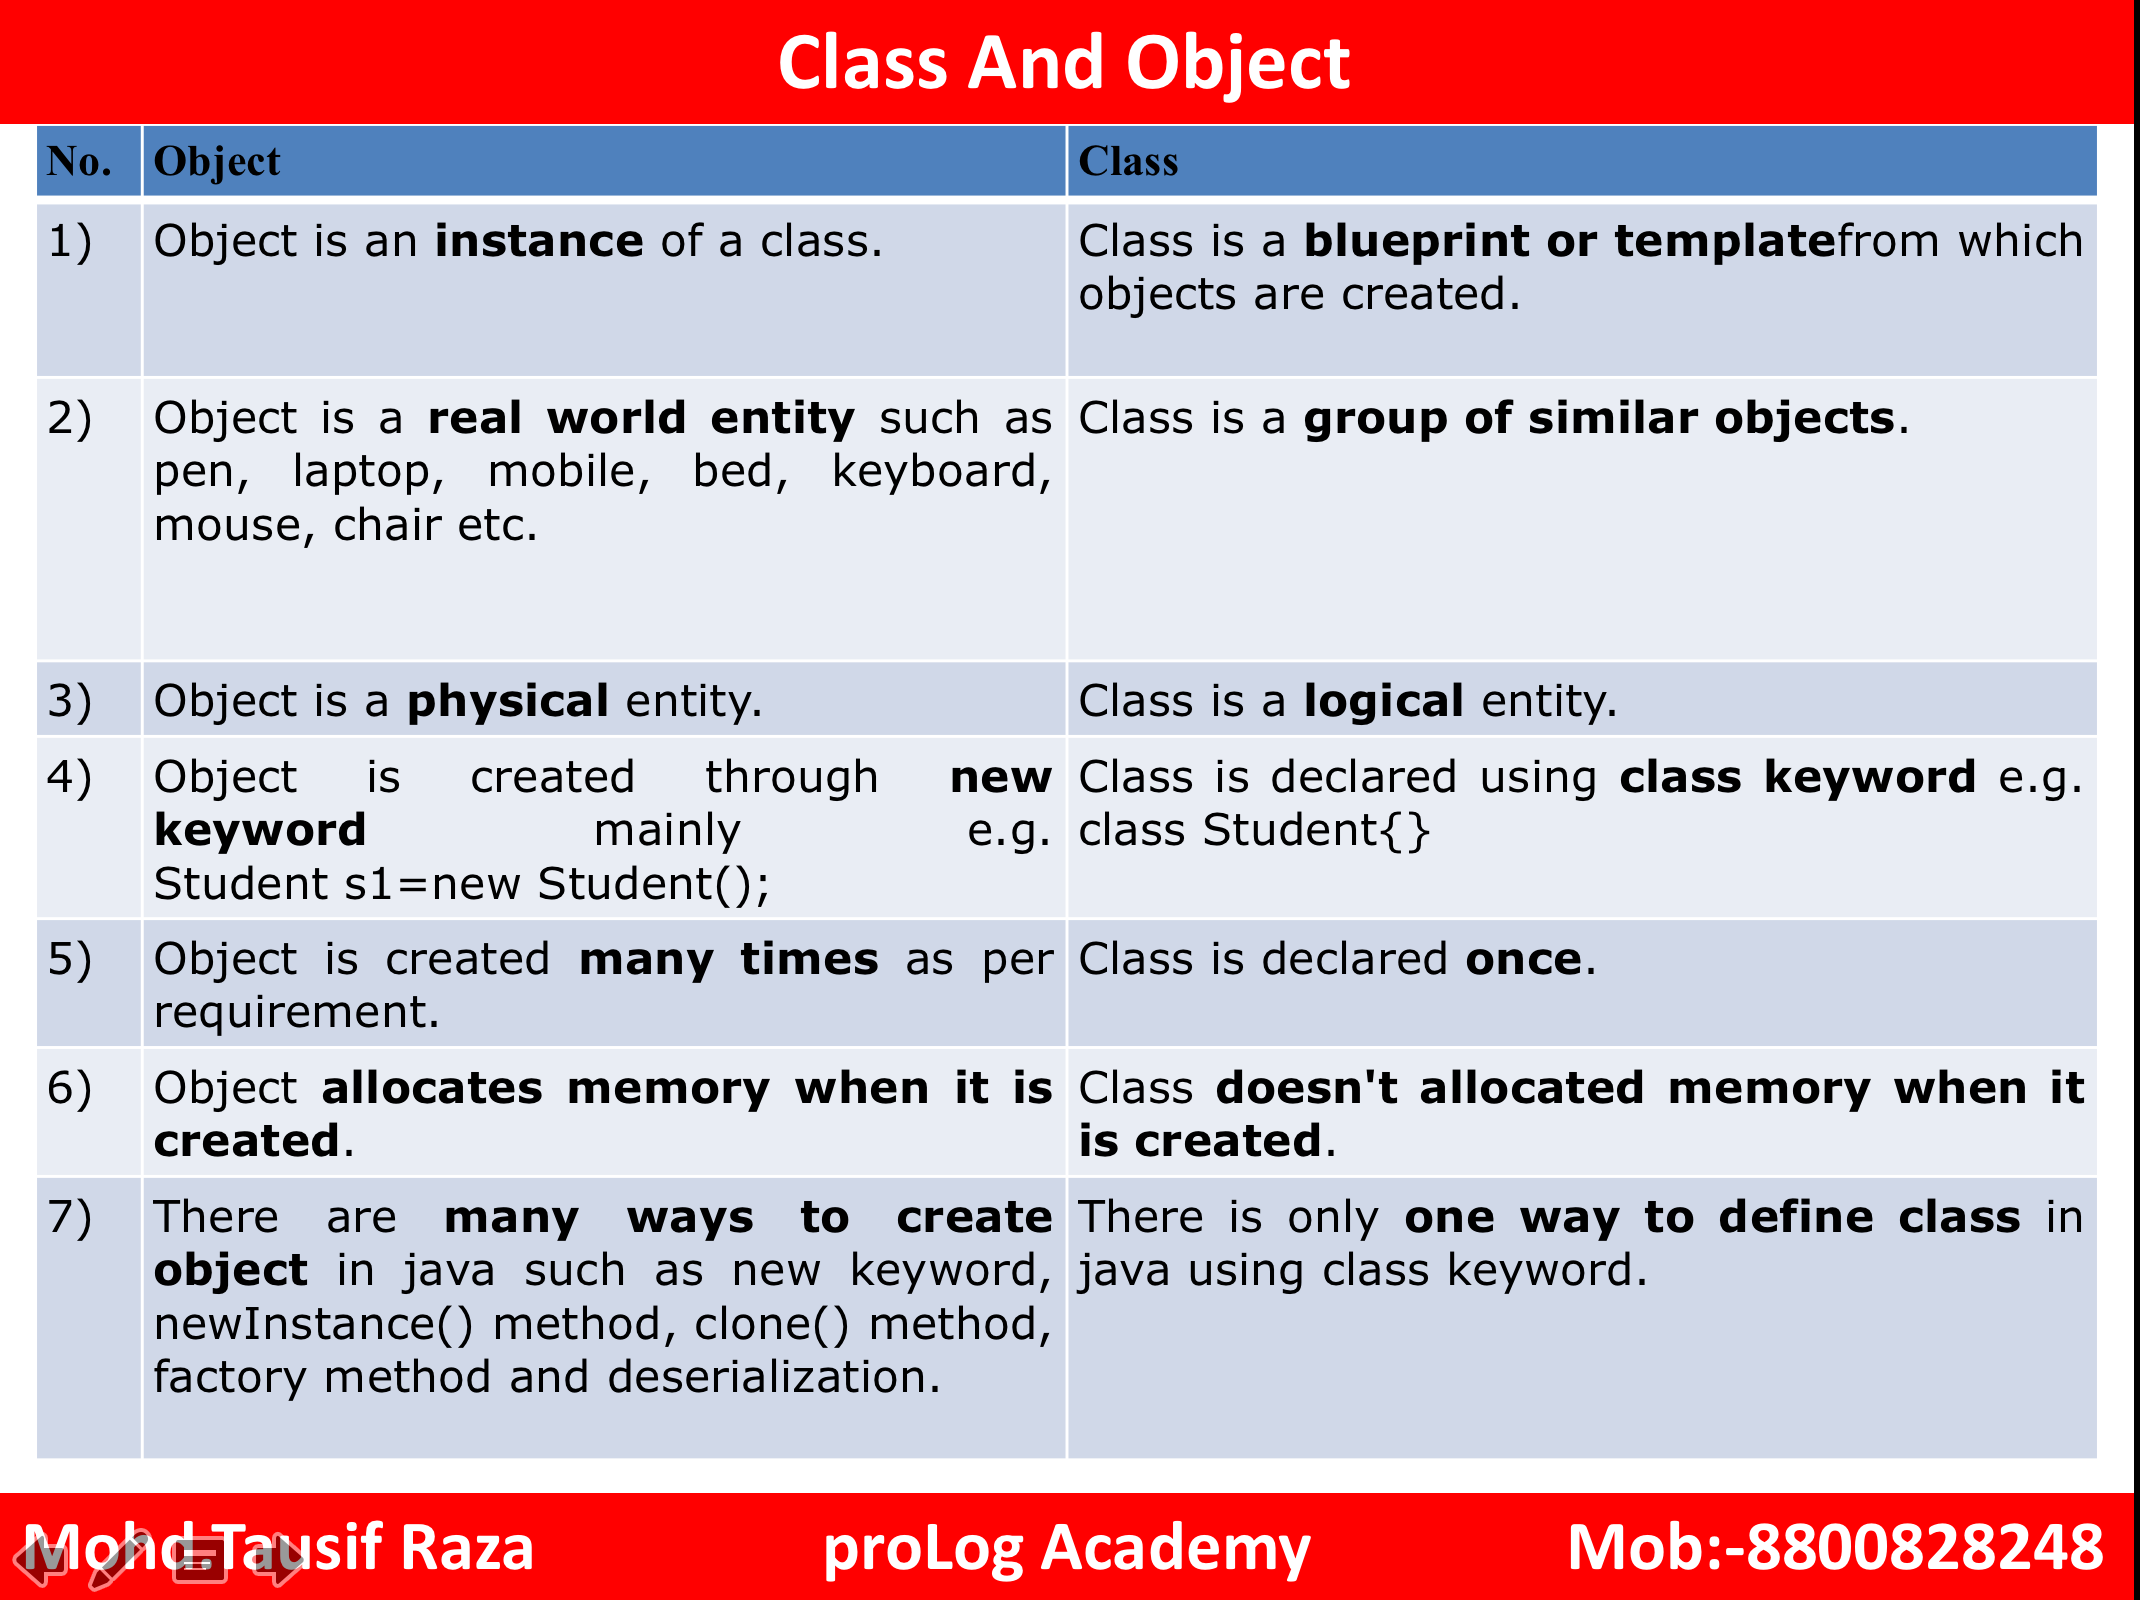 Class And Object
No. Object Class
1) Object is an instance of a class. Class is a blueprint or templatefrom which
objects are created.
2) Object is a real world entity such as Class is a group of similar objects.
pen, laptop, mobile, bed, keyboard,
mouse, chair etc.
3) Object is a physical entity. Class is a logical entity.
4) Object is created through new Class is declared using class keyword e.g.
keyword mainly e.g. class Student{}
Student s1=new Student();
5) Object is created many times as per Class is declared once.
requirement.
6) Object allocates memory when it is Class doesn't allocated memory when it
created. is created.
7) There are many ways to create There is only one way to define class in
object in java such as new keyword, java using class keyword.
newInstance() method, clone() method,
factory method and deserialization.
Mohd.Tausif Raza proLog Academy Mob:-8800828248